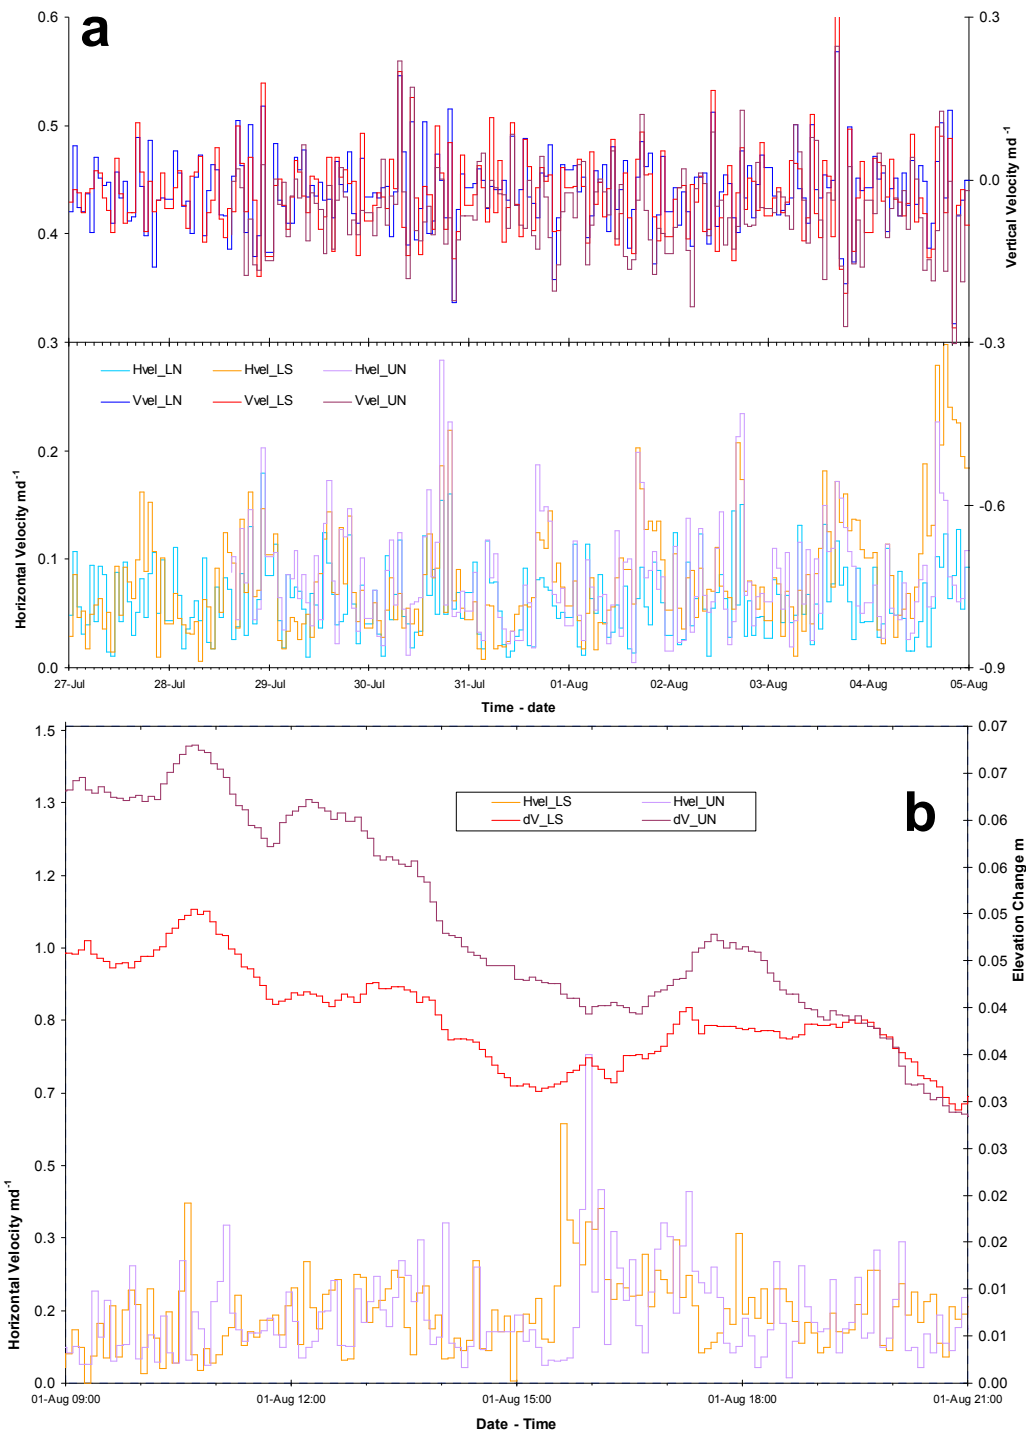 a
0.6
0.5
0.4
0.3
0.2
0.1
0.0
0.3
0.0
-0.3
-0.6
-0.9
Horizontal Velocity md-1
Vertical Velocity md-1
Hvel_LN Hvel_LS Hvel_UN
Vvel_LN Vvel_LS Vvel_UN
27-Jul 28-Jul 29-Jul 30-Jul 31-Jul 01-Aug 02-Aug 03-Aug 04-Aug 05-Aug
Time - date
b
1.5
1.3
1.2
1.0
0.8
0.7
0.5
0.3
0.2
0.0
0.07
0.07
0.06
0.06
0.05
0.05
0.04
0.04
0.03
0.03
0.02
0.02
0.01
0.01
0.00
Horizontal Velocity md-1
Elevation Change m
Hvel_LS Hvel_UN
dV_LS dV_UN
01-Aug 09:00 01-Aug 12:00 01-Aug 15:00 01-Aug 18:00 01-Aug 21:00
Date - Time